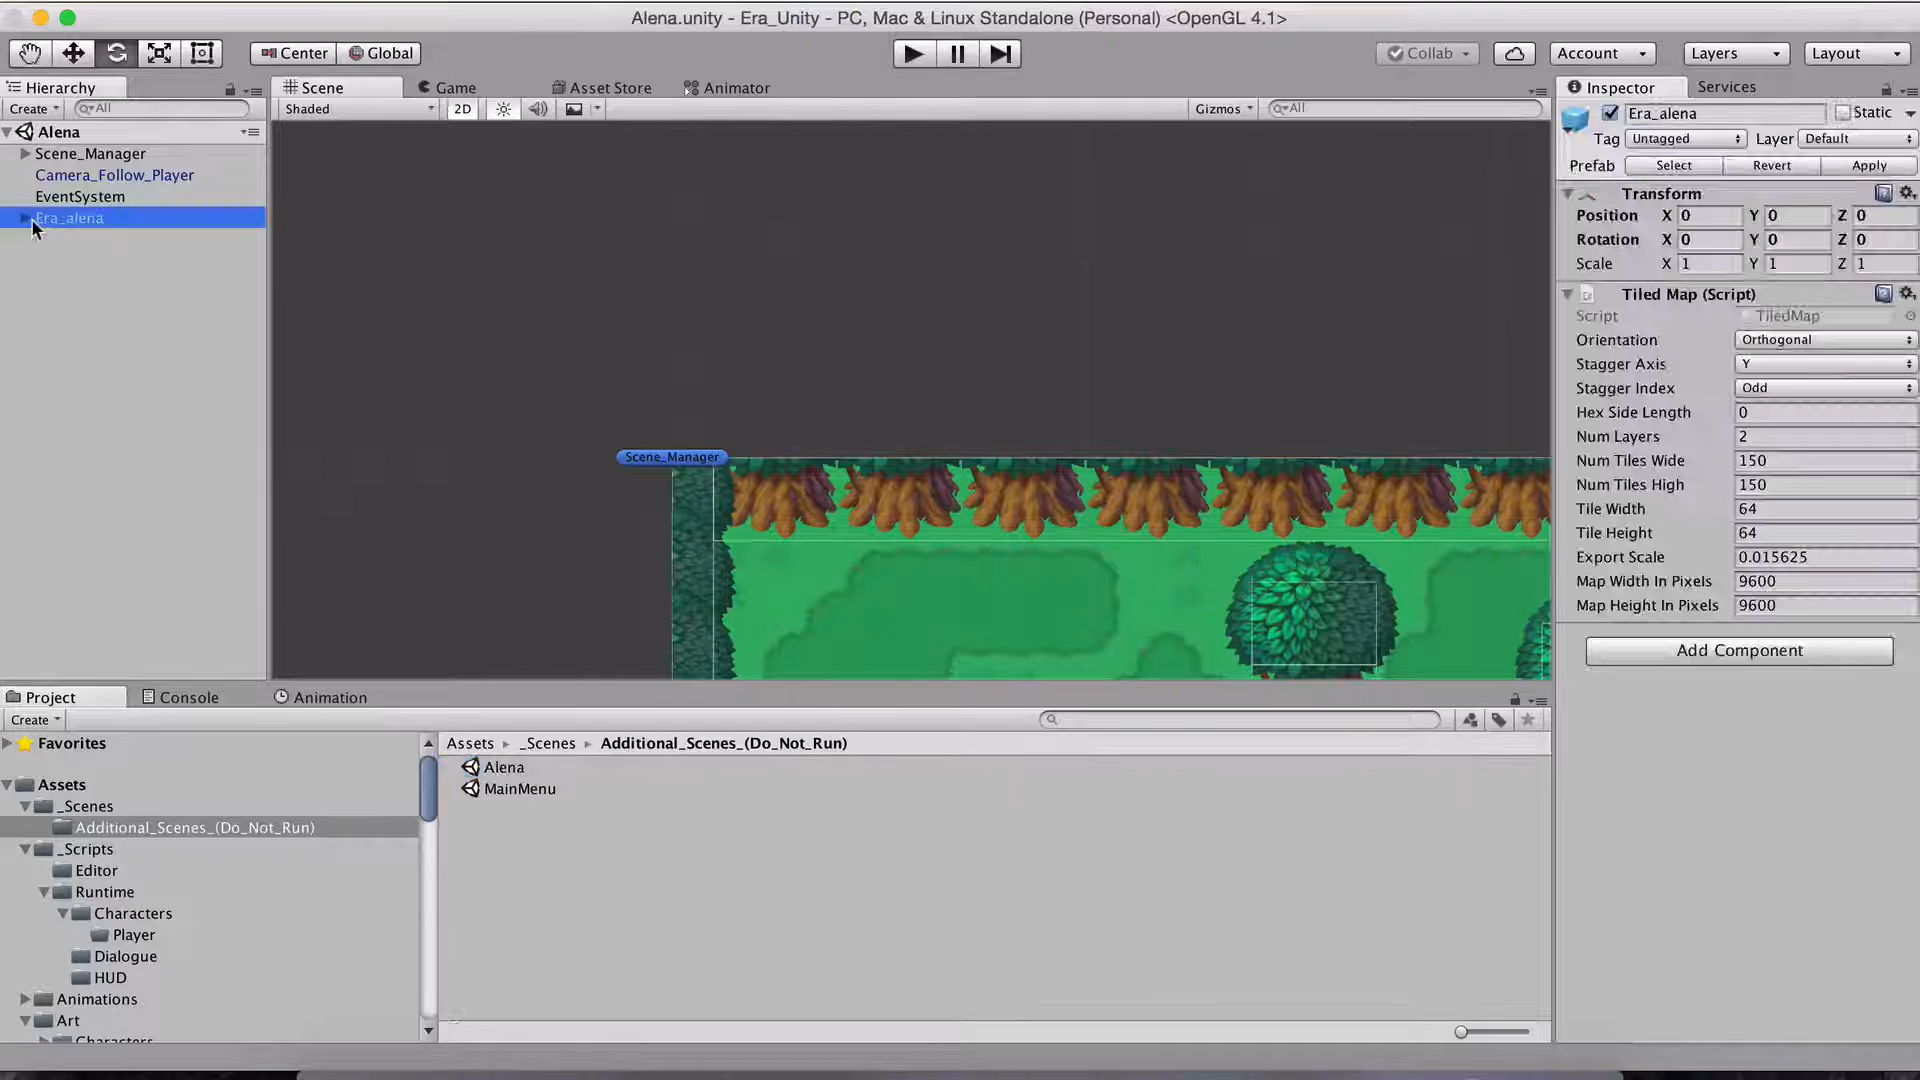 Alena.unity - Era_Unity - PC, Mac & Linux Standalone (Personal) <OpenGL 4.1>
Center
Global
Collab
Account
Layers
Layout
Hierarchy
Scene
Game
Asset Store
Animator
Inspector
Services
Create
All
Shaded
2D
Gizmos
All
Era_alena
Static
Alena
Scene_Manager
Camera_Follow_Player
EventSystem
Era_alena
Tag Untagged
Layer Default
Prefab Select Revert Apply
Transform
Position X 0 Y 0 Z 0
Rotation X 0 Y 0 Z 0
Scale X 1 Y 1 Z 1
Tiled Map (Script)
Script TiledMap
Orientation Orthogonal
Stagger Axis Y
Stagger Index Odd
Hex Side Length 0
Num Layers 2
Num Tiles Wide 150
Num Tiles High 150
Tile Width 64
Tile Height 64
Export Scale 0.015625
Map Width In Pixels 9600
Map Height In Pixels 9600
Add Component
Scene_Manager
Project
Console
Animation
Create
Favorites
Assets
_Scenes
Additional_Scenes_(Do_Not_Run)
_Scripts
Editor
Runtime
Characters
Player
Dialogue
HUD
Animations
Art
Characters
Assets _Scenes Additional_Scenes_(Do_Not_Run)
Alena
MainMenu